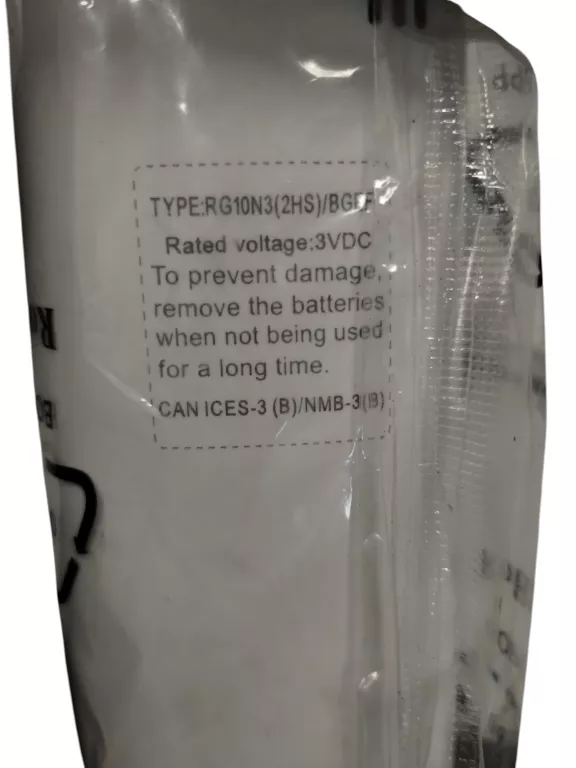 TYPE:RG10N3(2HS)/BGEF
Rated voltage:3VDC
To prevent damage,
remove the batteries
when not being used
for a long time.
CAN ICES-3 (B)/NMB-3(B)